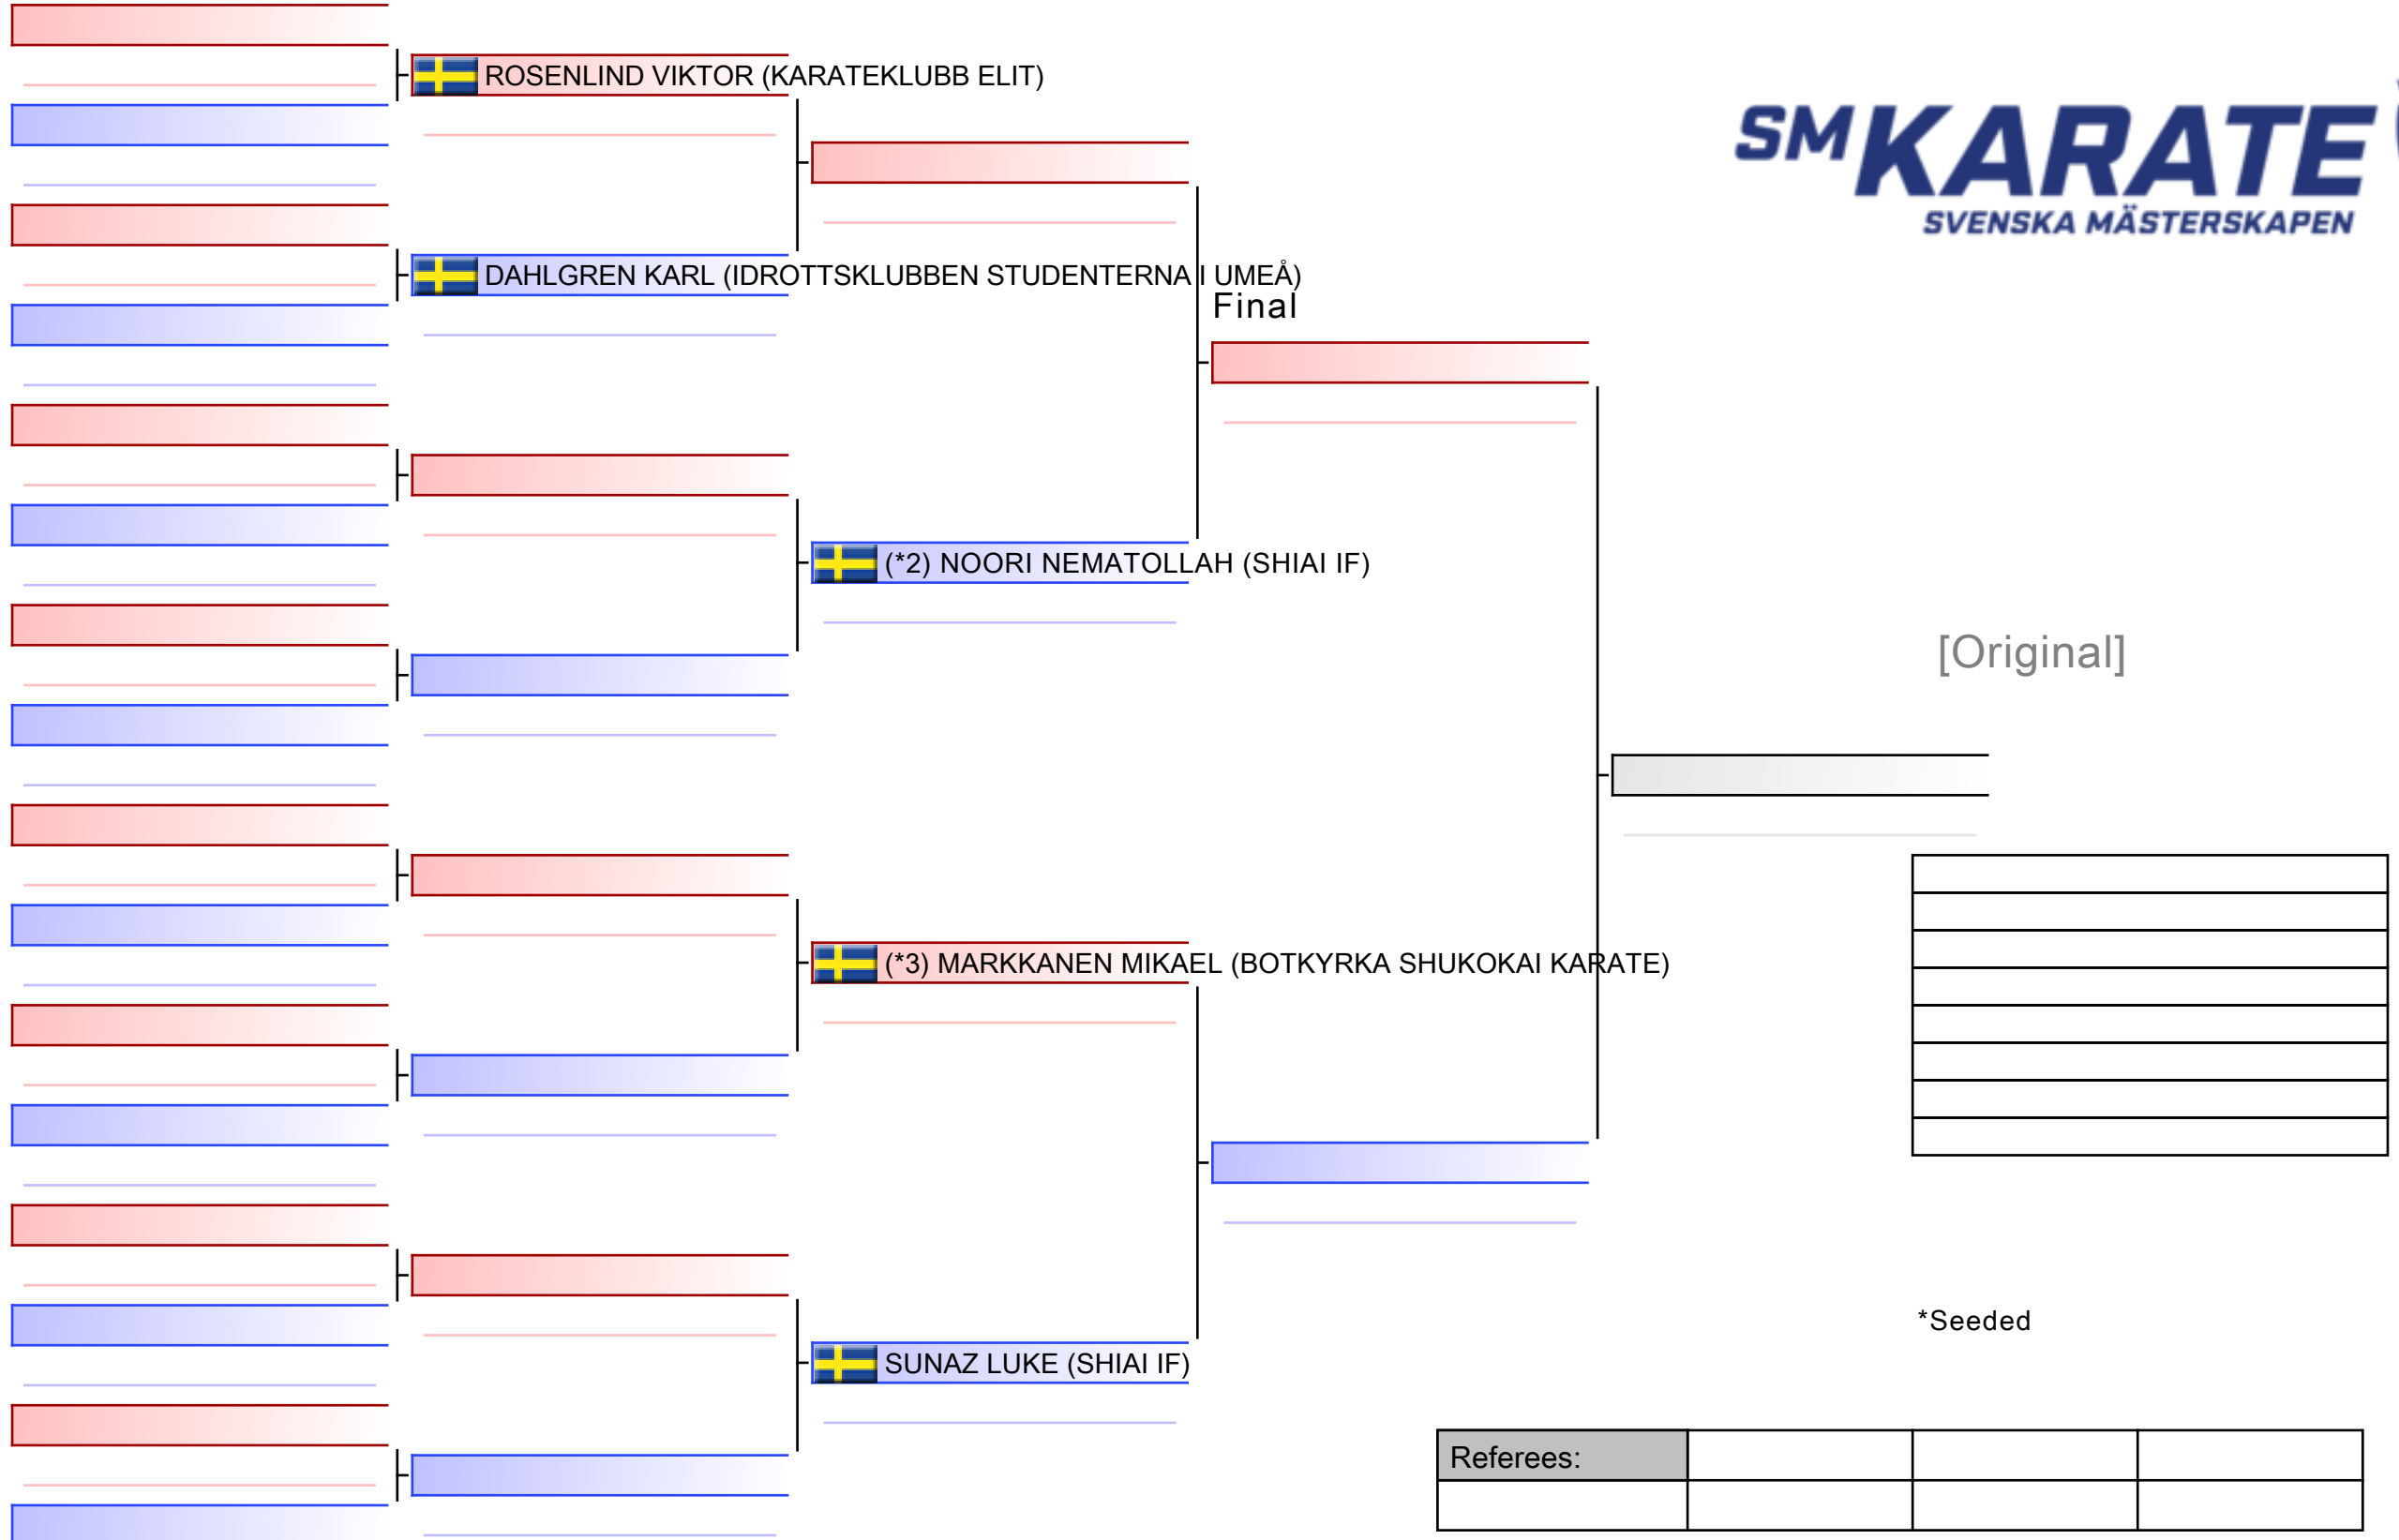 ROSENLIND VIKTOR (KARATEKLUBB ELIT)
SMKARATE
SVENSKA MÄSTERSKAPEN
DAHLGREN KARL (IDROTTSKLUBBEN STUDENTERNA I UMEÅ)
Final
(*2) NOORI NEMATOLLAH (SHIAI IF)
[Original]
(*3) MARKKANEN MIKAEL (BOTKYRKA SHUKOKAI KARATE)
*Seeded
SUNAZ LUKE (SHIAI IF)
Referees: